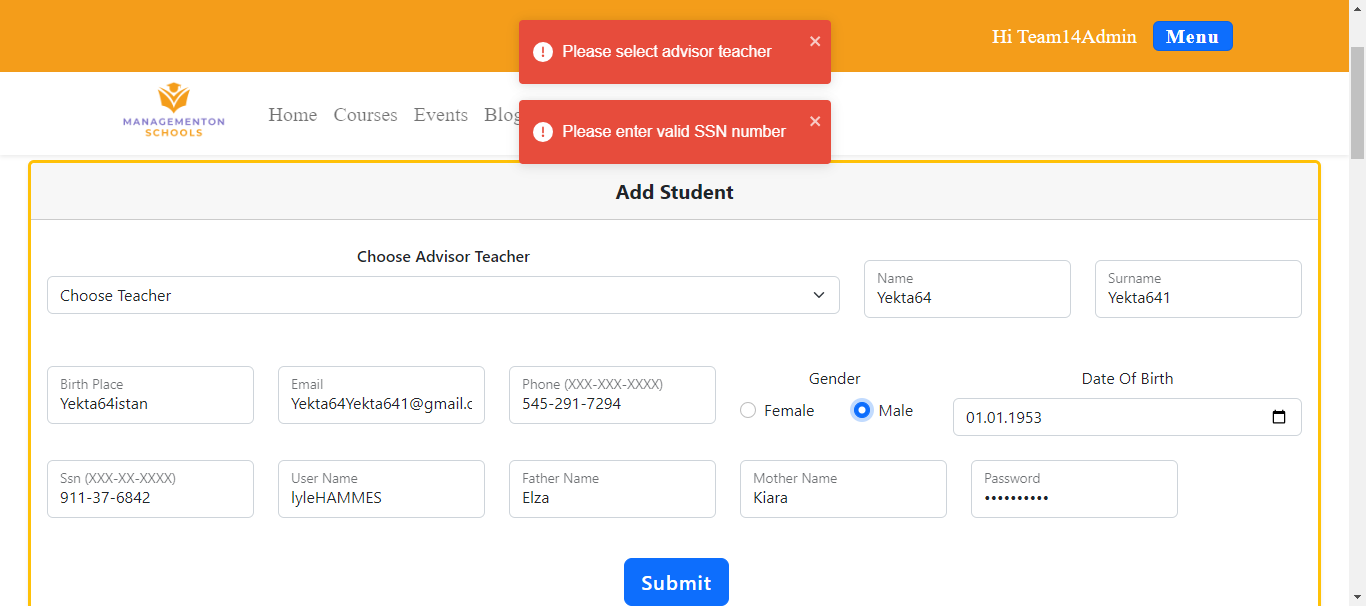 Please select advisor teacher
Hi Team14Admin Menu
MANAGEMENTON
SCHOOLS
Home Courses Events Blog
Please enter valid SSN number
Add Student
Choose Advisor Teacher
Choose Teacher
Name
Yekta64
Surname
Yekta641
Birth Place
Yekta64istan
Email
Yekta64Yekta641@gmail.c
Phone (XXX-XXX-XXXX)
545-291-7294
Gender
Female Male
Date Of Birth
01.01.1953
Ssn (XXX-XX-XXXX)
911-37-6842
User Name
lyleHAMMES
Father Name
Elza
Mother Name
Kiara
Password
••••••••••
Submit